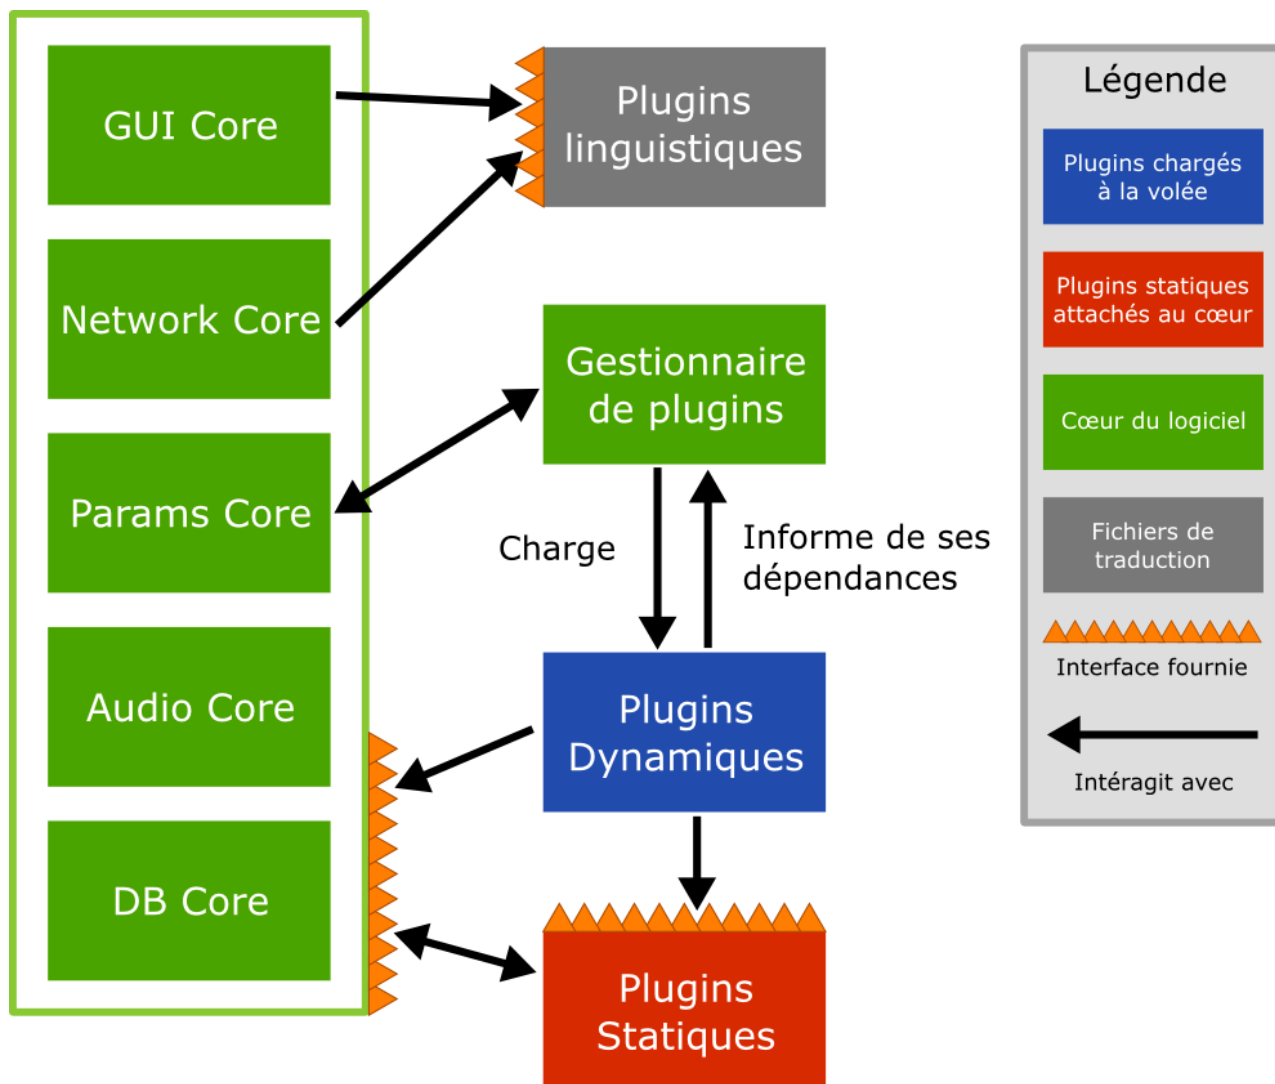 GUI Core
Network Core
Params Core
Audio Core
DB Core
Plugins
linguistiques
Gestionnaire
de plugins
Charge
Informe de ses
dépendances
Plugins
Dynamiques
Plugins
Statiques
Légende
Plugins chargés
à la volée
Plugins statiques
attachés au cœur
Cœur du logiciel
Fichiers de
traduction
Interface fournie
Intéragit avec